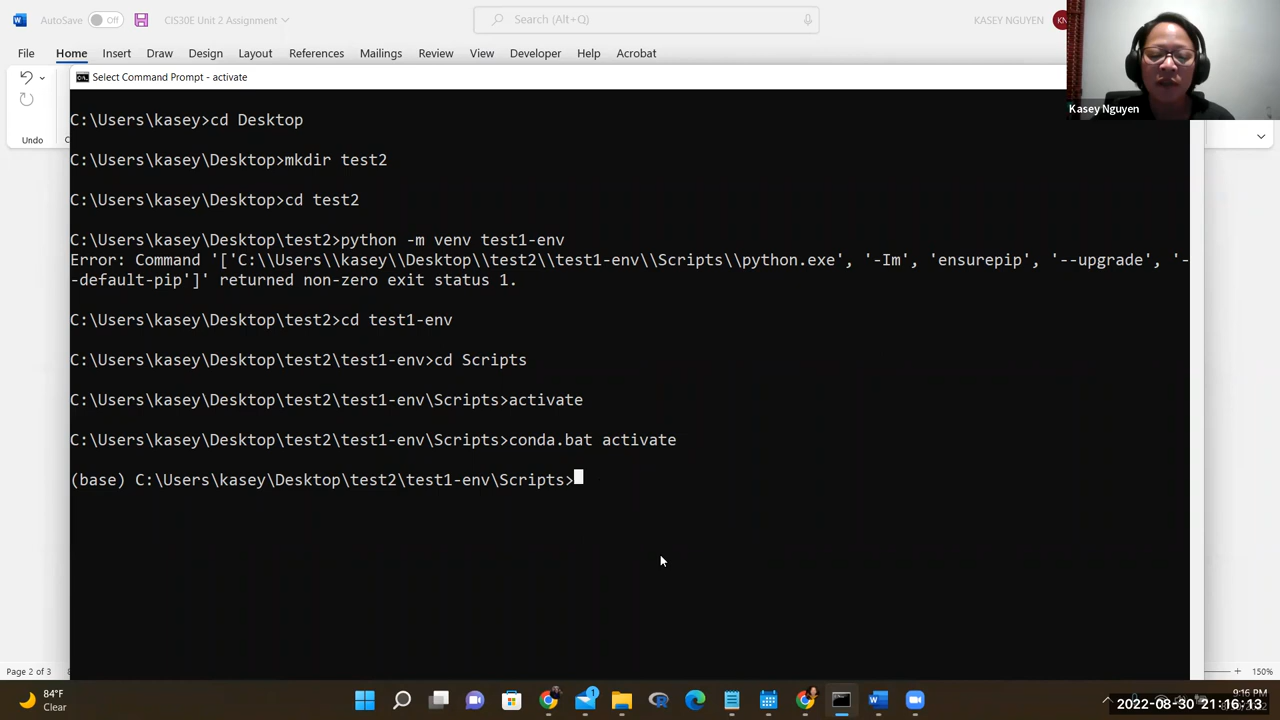 AutoSave Off
CIS30E Unit 2 Assignment
Search (Alt+Q)
KASEY NGUYEN
File Home Insert Draw Design Layout References Mailings Review View Developer Help Acrobat
Select Command Prompt - activate
Kasey Nguyen
Undo
C:\Users\kasey>cd Desktop
C:\Users\kasey\Desktop>mkdir test2
C:\Users\kasey\Desktop>cd test2
C:\Users\kasey\Desktop\test2>python -m venv test1-env
Error: Command '['C:\\Users\\kasey\\Desktop\\test2\\test1-env\\Scripts\\python.exe', '-Im', 'ensurepip', '--upgrade', '-
-default-pip']' returned non-zero exit status 1.
C:\Users\kasey\Desktop\test2>cd test1-env
C:\Users\kasey\Desktop\test2\test1-env>cd Scripts
C:\Users\kasey\Desktop\test2\test1-env\Scripts>activate
C:\Users\kasey\Desktop\test2\test1-env\Scripts>conda.bat activate
(base) C:\Users\kasey\Desktop\test2\test1-env\Scripts>
Page 2 of 3
150%
84°F
Clear
9:16 PM
2022-08-30 21:16:13